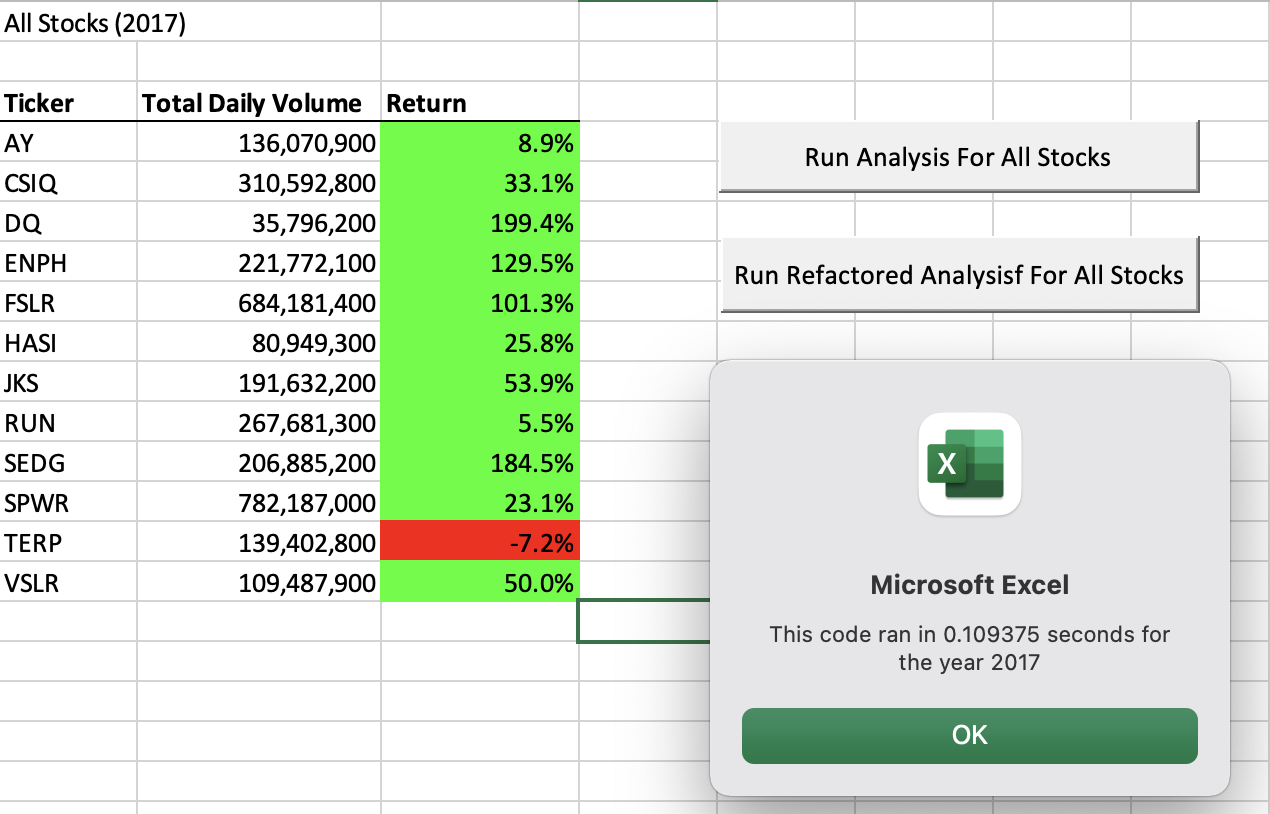 All Stocks (2017)
Ticker Total Daily Volume Return
AY 136,070,900 8.9%
CSIQ 310,592,800 33.1%
DQ 35,796,200 199.4%
ENPH 221,772,100 129.5%
FSLR 684,181,400 101.3%
HASI 80,949,300 25.8%
JKS 191,632,200 53.9%
RUN 267,681,300 5.5%
SEDG 206,885,200 184.5%
SPWR 782,187,000 23.1%
TERP 139,402,800 -7.2%
VSLR 109,487,900 50.0%
Run Analysis For All Stocks
Run Refactored Analysisf For All Stocks
X
Microsoft Excel
This code ran in 0.109375 seconds for
the year 2017
OK